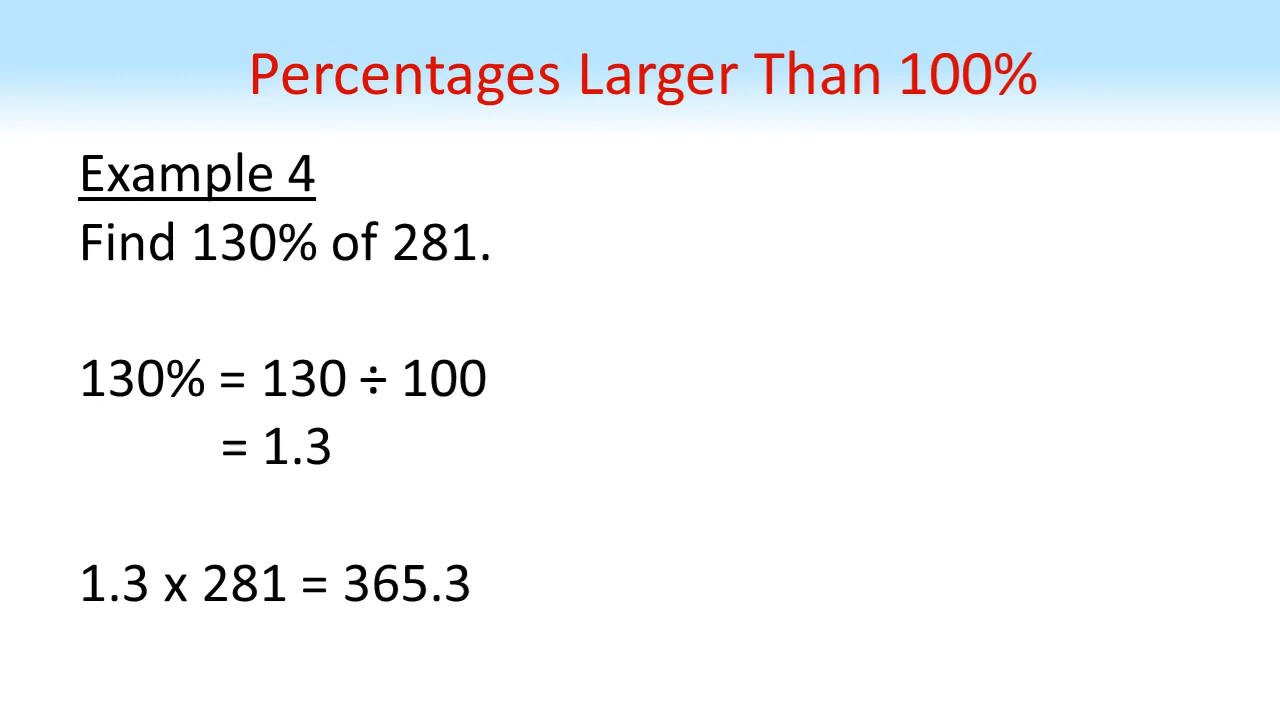 Percentages Larger Than 100%
Example 4
Find 130% of 281.
130% = 130 ÷ 100
= 1.3
1.3 x 281 = 365.3